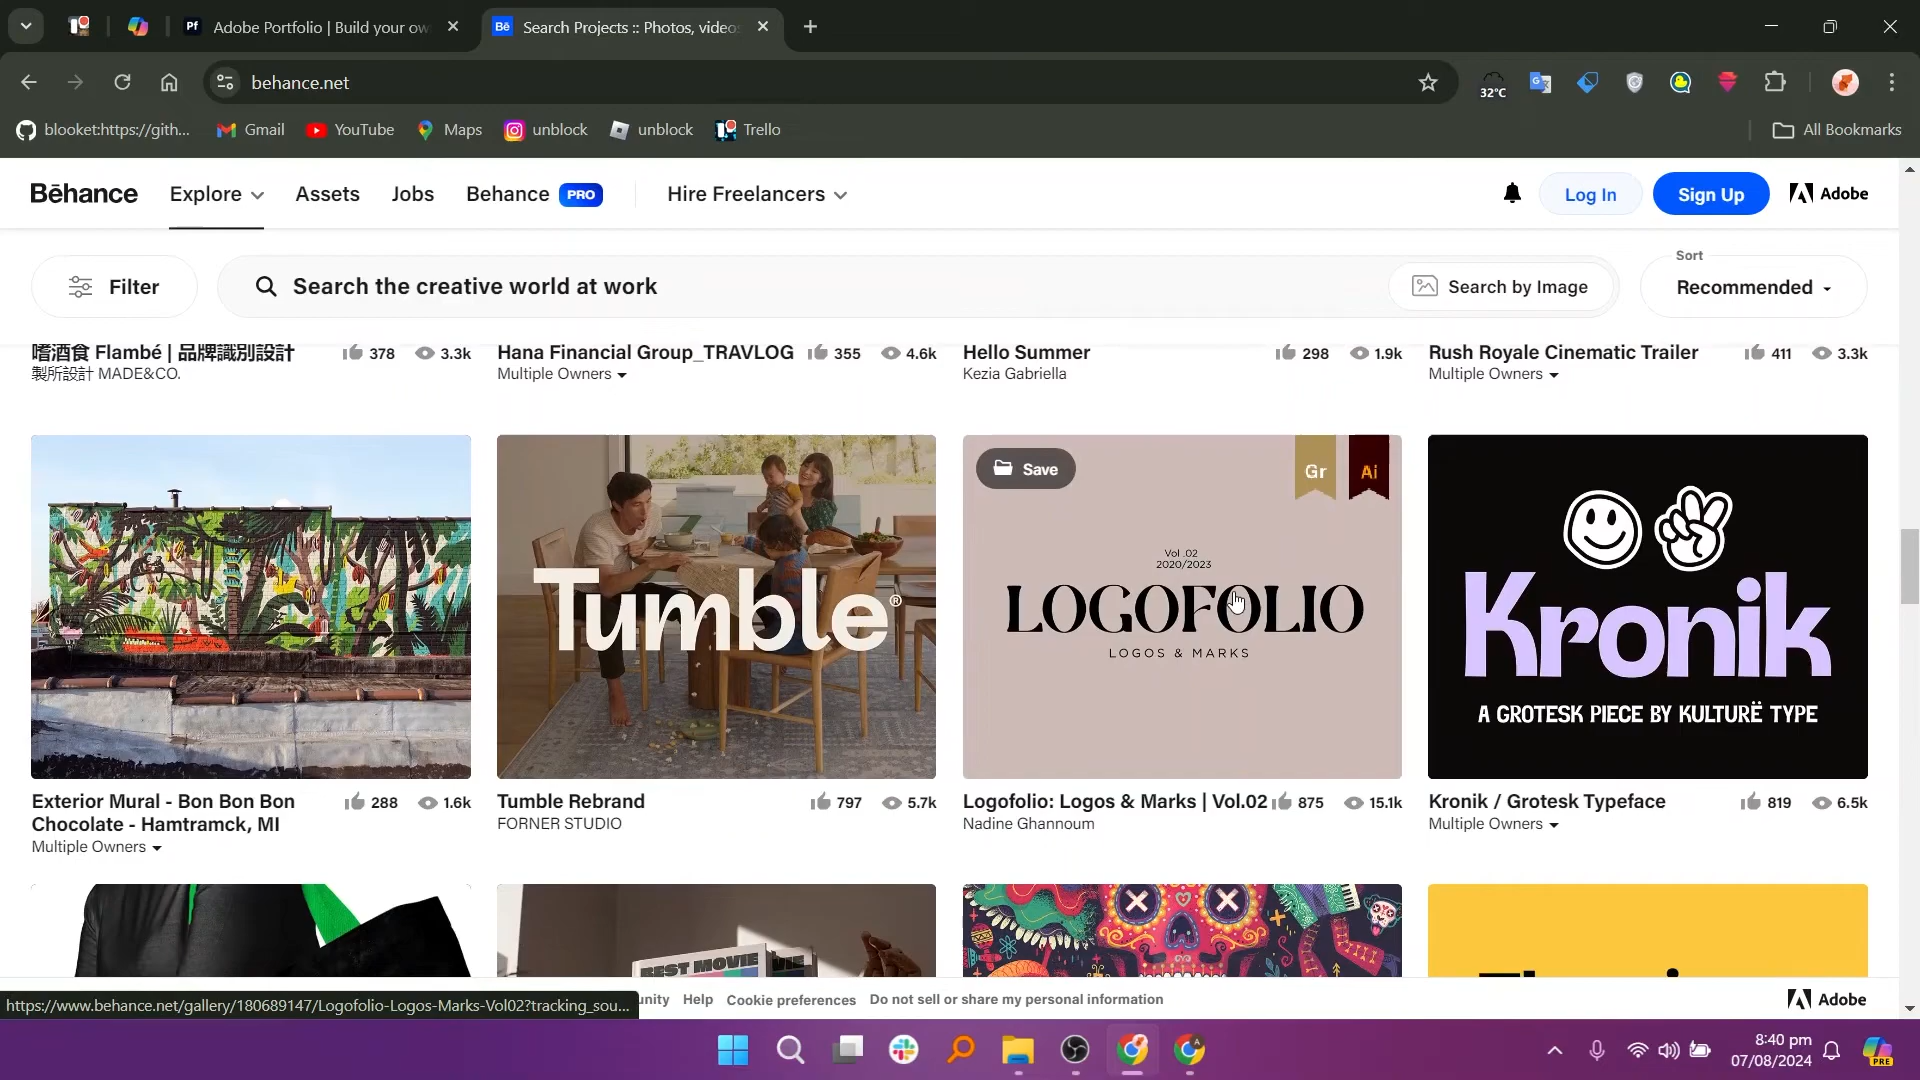 Adobe Portfolio | Build your ow
Search Projects :: Photos, videos
behance.net
32°C
blooket:https://gith...
Gmail
YouTube
Maps
unblock
unblock
Trello
All Bookmarks
Bēhance
Explore
Assets
Jobs
Behance PRO
Hire Freelancers
Log In
Sign Up
Adobe
Filter
Search the creative world at work
Search by Image
Sort
Recommended
嗜酒食 Flambé | 品牌識別設計
378
3.3k
製所設計 MADE&CO.
Hana Financial Group_TRAVLOG
355
4.6k
Multiple Owners
Hello Summer
298
1.9k
Kezia Gabriella
Rush Royale Cinematic Trailer
411
3.3k
Multiple Owners
Tumble®
Save
Gr
Ai
Vol .02
2020/2023
LOGOFOLIO
LOGOS & MARKS
Kronik
A GROTESK PIECE BY KULTURË TYPE
Exterior Mural - Bon Bon Bon
Chocolate - Hamtramck, MI
288
1.6k
Multiple Owners
Tumble Rebrand
797
5.7k
FORNER STUDIO
Logofolio: Logos & Marks | Vol.02
875
15.1k
Nadine Ghannoum
Kronik / Grotesk Typeface
819
6.5k
Multiple Owners
BEST MOVIE
https://www.behance.net/gallery/180689147/Logofolio-Logos-Marks-Vol02?tracking_sou...
unity
Help
Cookie preferences
Do not sell or share my personal information
Adobe
8:40 pm
07/08/2024
PRE